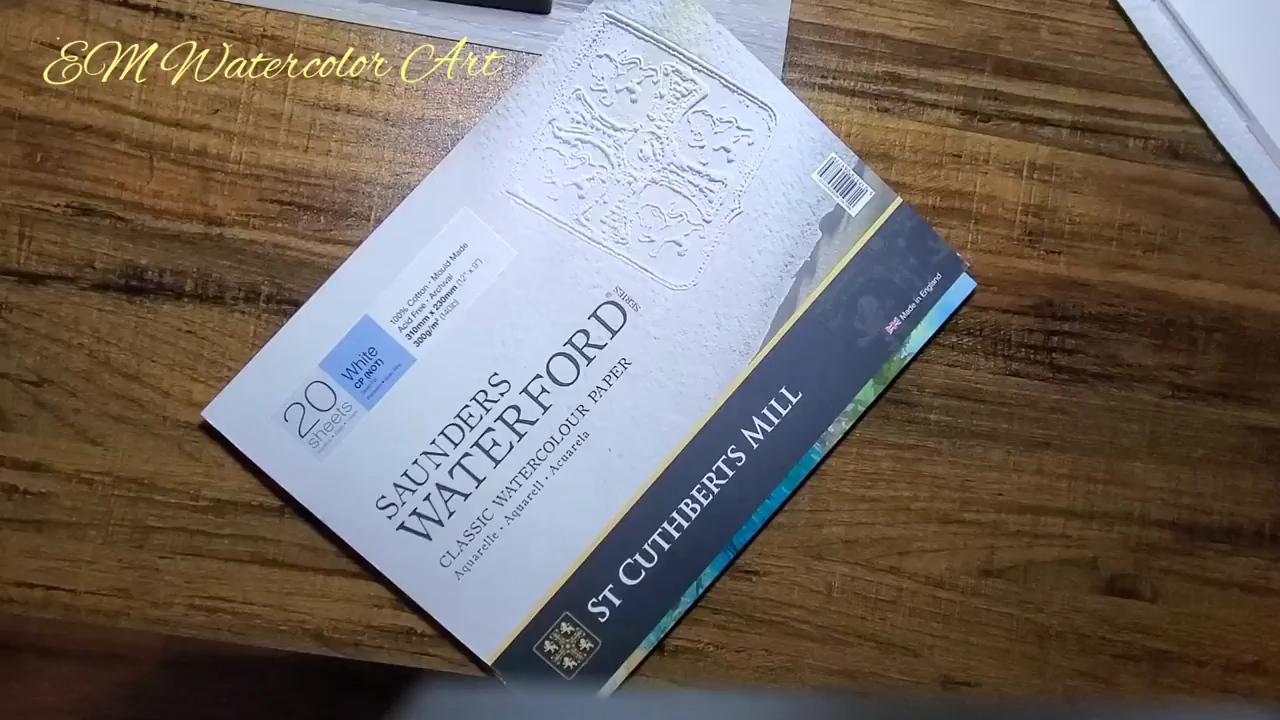 EM Watercolor Art
100% Cotton • Mould Made
Acid Free • Archival
310mm x 230mm (12" x 9")
300g/m² (140lb)
White
CP (NOT)
20
sheets
SAUNDERS
WATERFORD®
SERIES
CLASSIC WATERCOLOUR PAPER
Aquarelle • Aquarell • Acuarela
Made in England
ST CUTHBERTS MILL